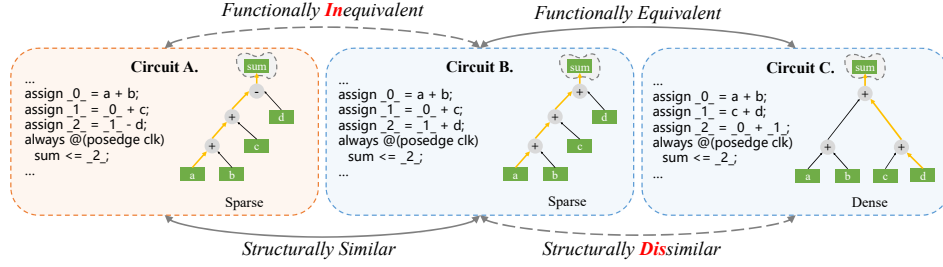 Functionally Inequivalent
Functionally Equivalent
Circuit A.
...
assign _0_ = a + b;
assign _1_ = _0_ + c;
assign _2_ = _1_ - d;
always @(posedge clk)
sum <= _2_;
...
sum
-
d
+
c
+
a
b
Sparse
Circuit B.
...
assign _0_ = a + b;
assign _1_ = _0_ + c;
assign _2_ = _1_ + d;
always @(posedge clk)
sum <= _2_;
...
sum
+
d
+
c
+
a
b
Sparse
Circuit C.
...
assign _0_ = a + b;
assign _1_ = c + d;
assign _2_ = _0_ + _1_;
always @(posedge clk)
sum <= _2_;
...
sum
+
+
+
a
b
c
d
Dense
Structurally Similar
Structurally Dissimilar